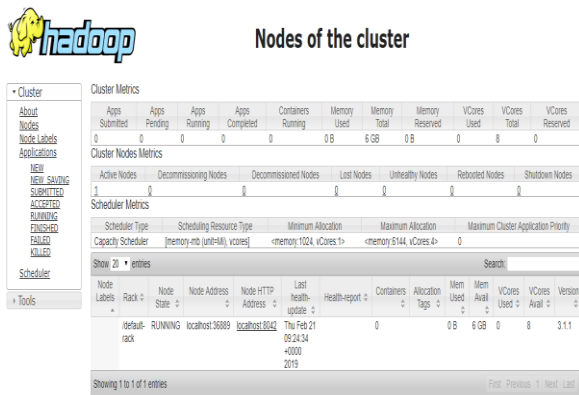 hadoop
Nodes of the cluster
Cluster
About
Nodes
Node Labels
Applications
NEW
NEW_SAVING
SUBMITTED
ACCEPTED
RUNNING
FINISHED
FAILED
KILLED
Scheduler
Tools
Cluster Metrics
Apps Submitted Apps Pending Apps Running Apps Completed Containers Running Memory Used Memory Total Memory Reserved VCores Used VCores Total VCores Reserved
0 0 0 0 0 0 B 6 GB 0 B 0 8 0
Cluster Nodes Metrics
Active Nodes Decommissioning Nodes Decommissioned Nodes Lost Nodes Unhealthy Nodes Rebooted Nodes Shutdown Nodes
1 0 0 0 0 0 0
Scheduler Metrics
Scheduler Type Scheduling Resource Type Minimum Allocation Maximum Allocation Maximum Cluster Application Priority
Capacity Scheduler [memory-mb (unit=Mi), vcores] <memory:1024, vCores:1> <memory:6144, vCores:4> 0
Show 20 entries Search:
Node Labels Rack Node State Node Address Node HTTP Address Last health-update Health-report Containers Allocation Tags Mem Used Mem Avail VCores Used VCores Avail Version
/default-rack RUNNING localhost:36889 localhost:8042 Thu Feb 21 09:24:34 +0000 2019 0 0 B 6 GB 0 8 3.1.1
Showing 1 to 1 of 1 entries First Previous 1 Next Last